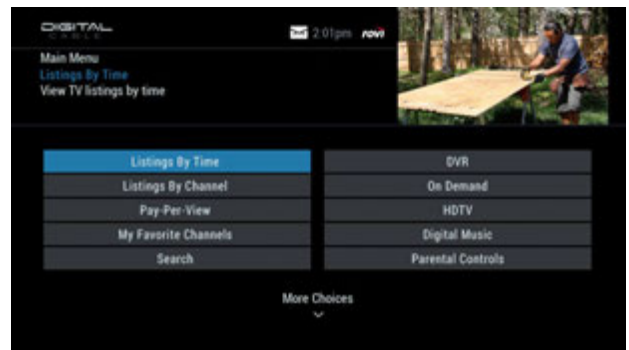 DIGITAL
CABLE
2:01pm rovi
Main Menu
Listings By Time
View TV listings by time
Listings By Time
DVR
Listings By Channel
On Demand
Pay-Per-View
HDTV
My Favorite Channels
Digital Music
Search
Parental Controls
More Choices